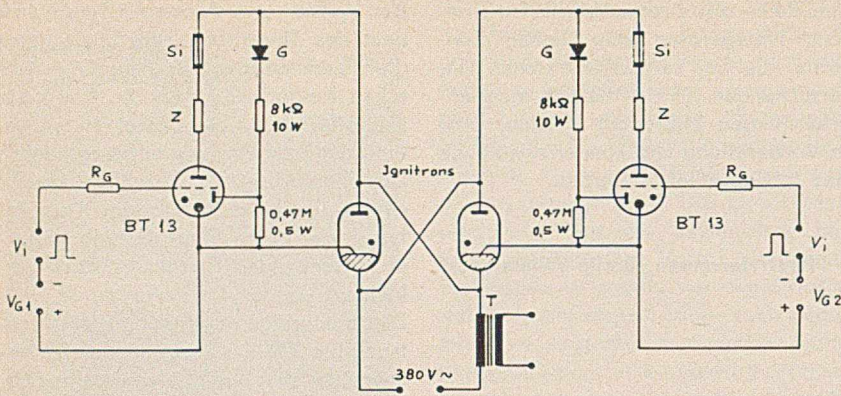 Si
G
Z
8kΩ
10 W
RG
BT 13
0,47M
0,5 W
Vi
-
VG1
+
Jgnitrons
G
Si
8kΩ
10W
Z
RG
BT 13
0,47M
0,5 W
Vi
-
VG2
+
T
380V~